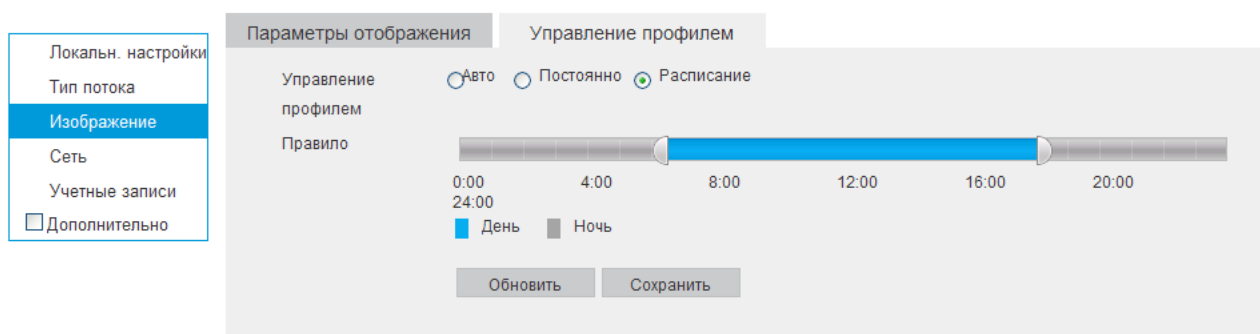 Локальн. настройки
Тип потока
Изображение
Сеть
Учетные записи
Дополнительно
Параметры отображения Управление профилем
Управление профилем
Авто Постоянно Расписание
Правило
0:00 4:00 8:00 12:00 16:00 20:00
24:00
День Ночь
Обновить Сохранить